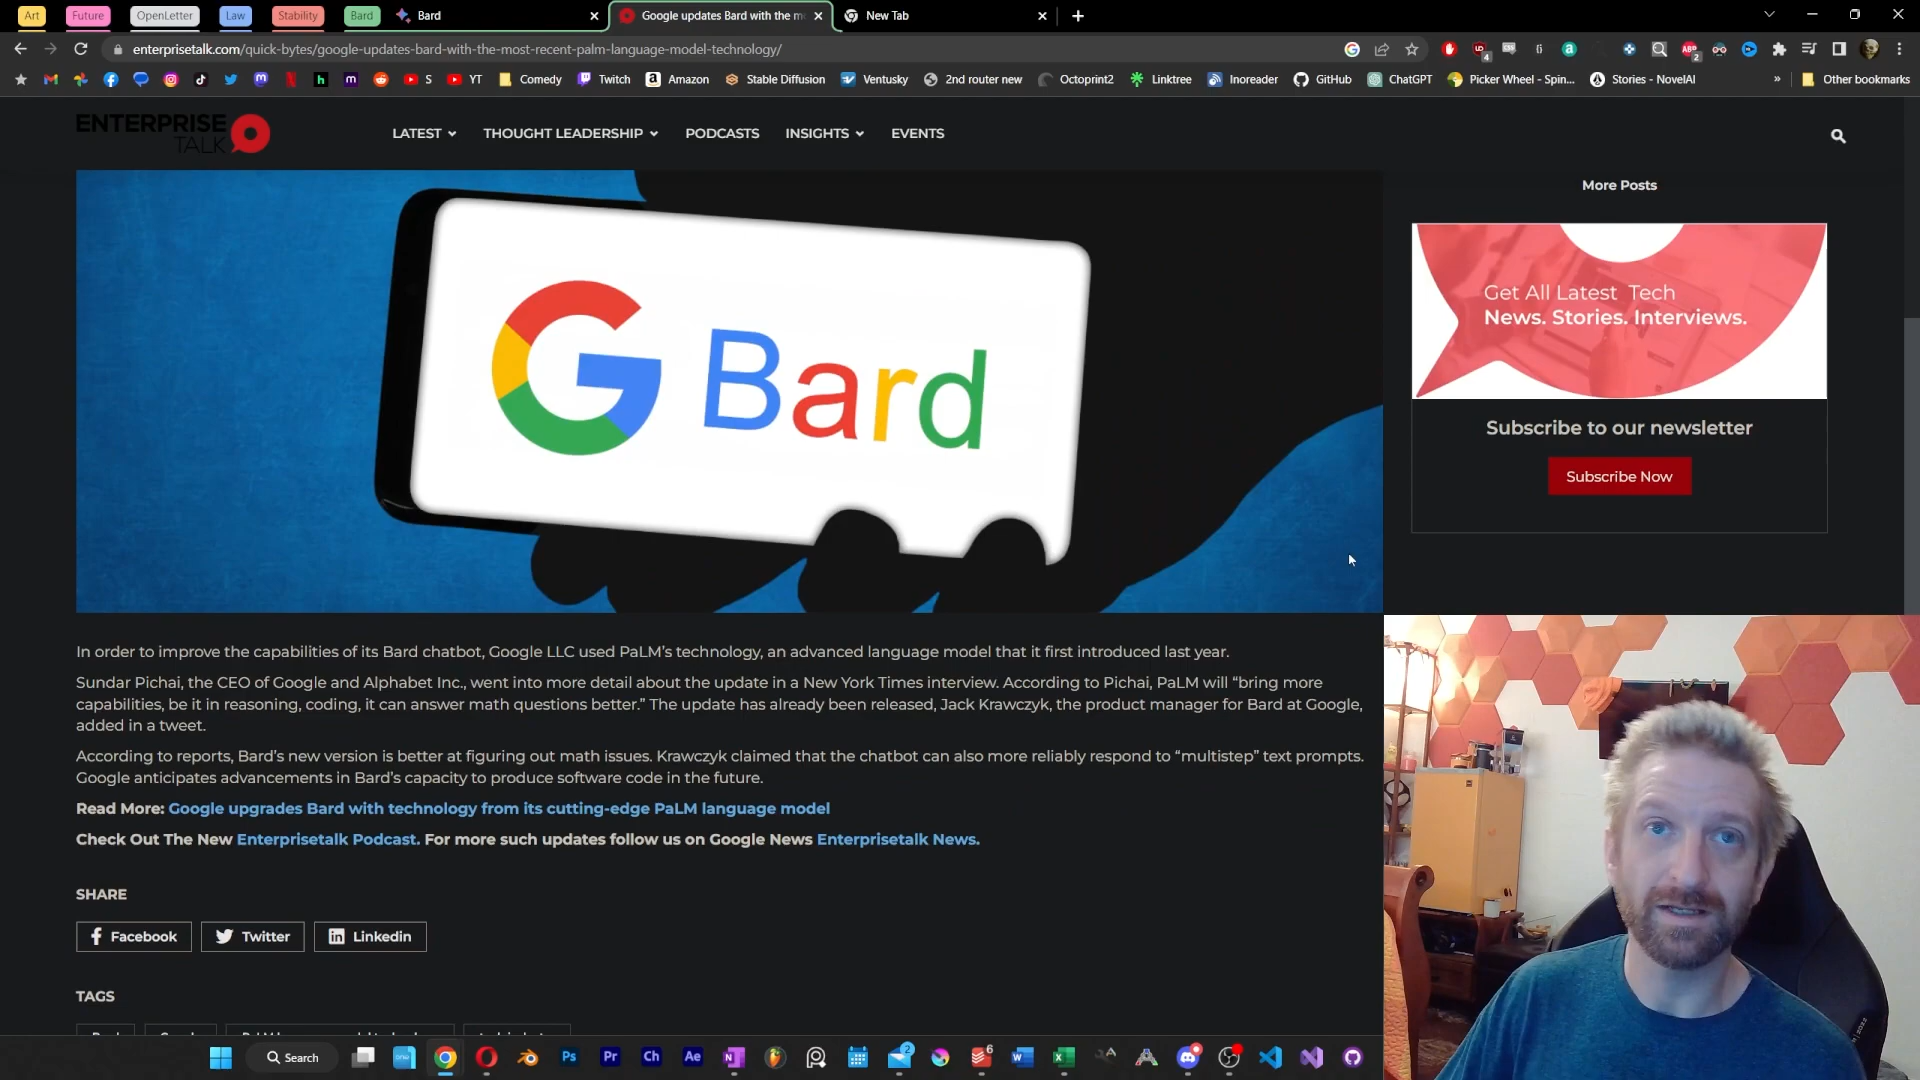 Art
Future
OpenLetter
Law
Stability
Bard
Bard
Google updates Bard with the m
New Tab
enterprisetalk.com/quick-bytes/google-updates-bard-with-the-most-recent-palm-language-model-technology/
S
YT
Comedy
Twitch
Amazon
Stable Diffusion
Ventusky
2nd router new
Octoprint2
Linktree
Inoreader
GitHub
ChatGPT
Picker Wheel - Spin...
Stories - NovelAI
»
Other bookmarks
ENTERPRISE
TALK
LATEST
THOUGHT LEADERSHIP
PODCASTS
INSIGHTS
EVENTS
G Bard
More Posts
Get All Latest Tech
News. Stories. Interviews.
Subscribe to our newsletter
Subscribe Now
In order to improve the capabilities of its Bard chatbot, Google LLC used PaLM's technology, an advanced language model that it first introduced last year.
Sundar Pichai, the CEO of Google and Alphabet Inc., went into more detail about the update in a New York Times interview. According to Pichai, PaLM will “bring more
capabilities, be it in reasoning, coding, it can answer math questions better.” The update has already been released, Jack Krawczyk, the product manager for Bard at Google,
added in a tweet.
According to reports, Bard's new version is better at figuring out math issues. Krawczyk claimed that the chatbot can also more reliably respond to “multistep” text prompts.
Google anticipates advancements in Bard's capacity to produce software code in the future.
Read More: Google upgrades Bard with technology from its cutting-edge PaLM language model
Check Out The New Enterprisetalk Podcast. For more such updates follow us on Google News Enterprisetalk News.
SHARE
Facebook
Twitter
Linkedin
TAGS
Search
Ps
Pr
Ch
Ae
2
6